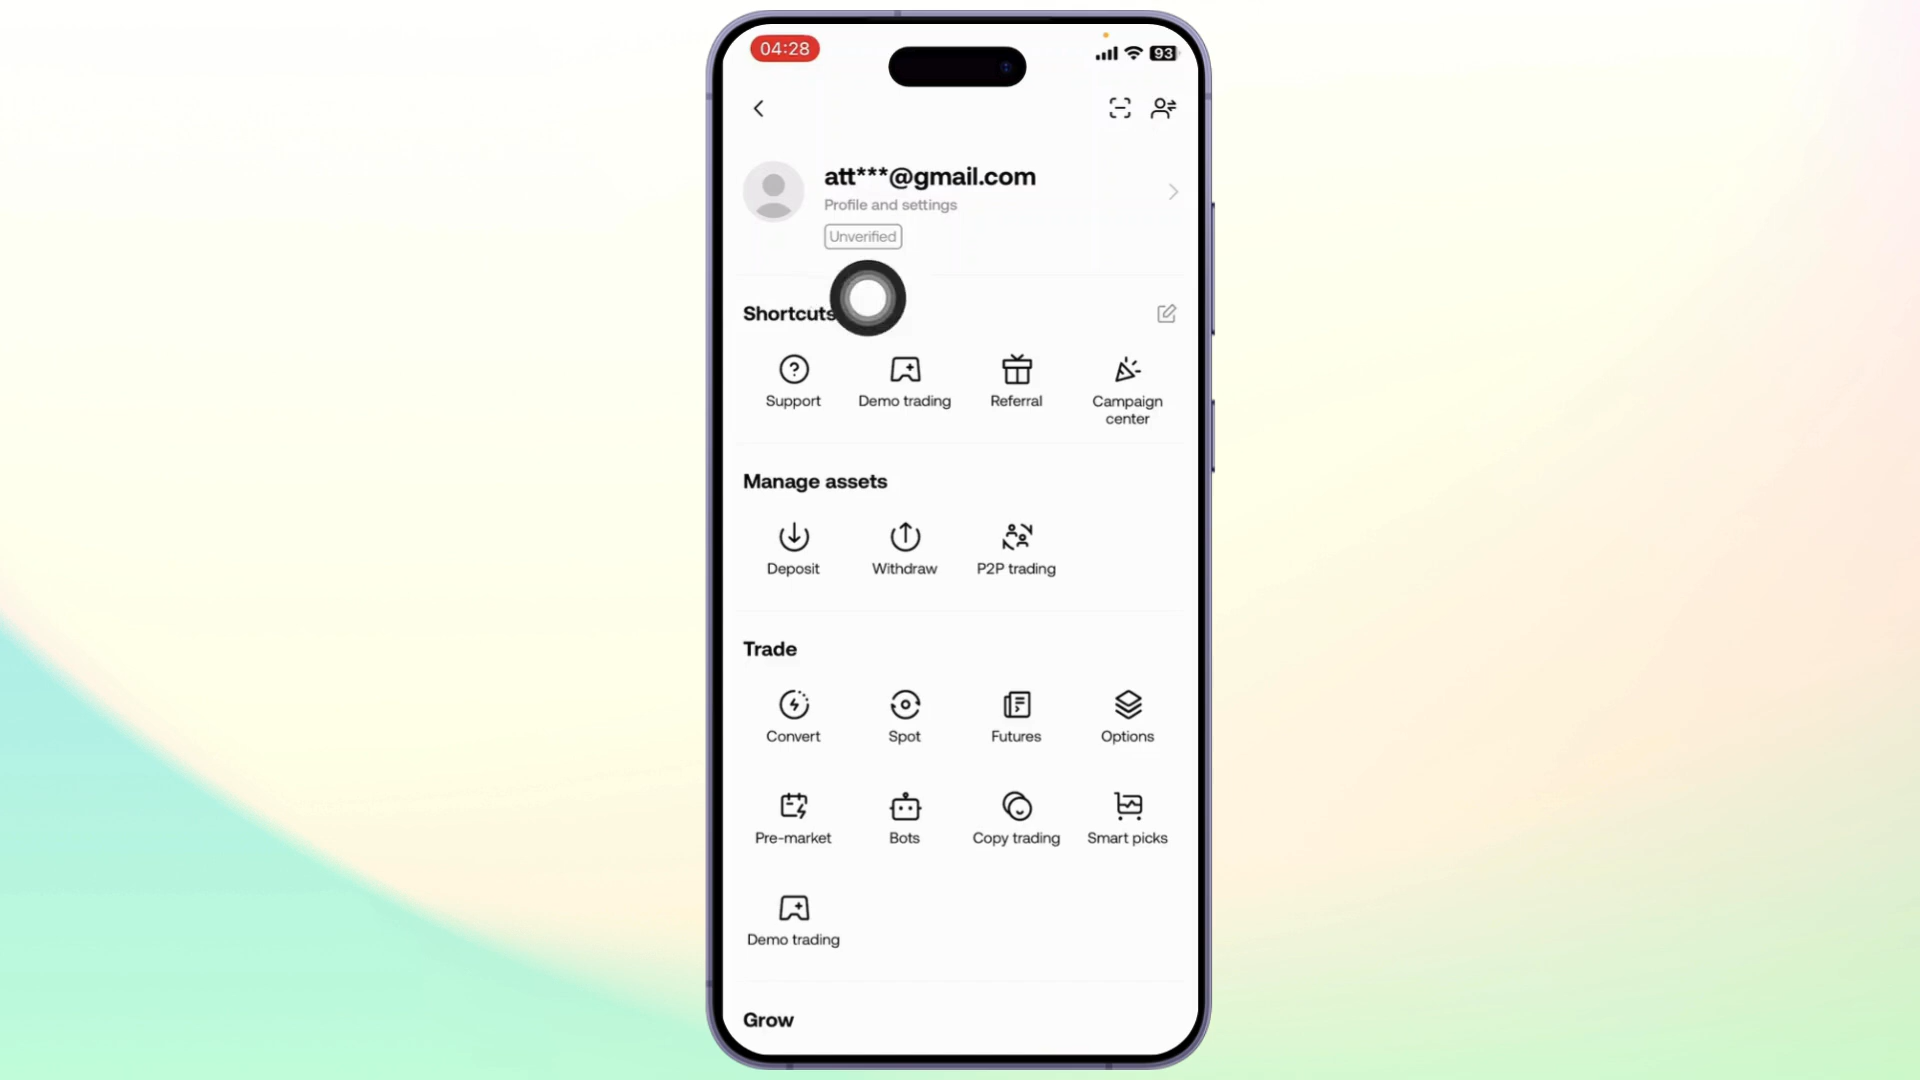 04:28
93
att***@gmail.com
Profile and settings
Unverified
Shortcuts
Support
Demo trading
Referral
Campaign
center
Manage assets
Deposit
Withdraw
P2P trading
Trade
Convert
Spot
Futures
Options
Pre-market
Bots
Copy trading
Smart picks
Demo trading
Grow